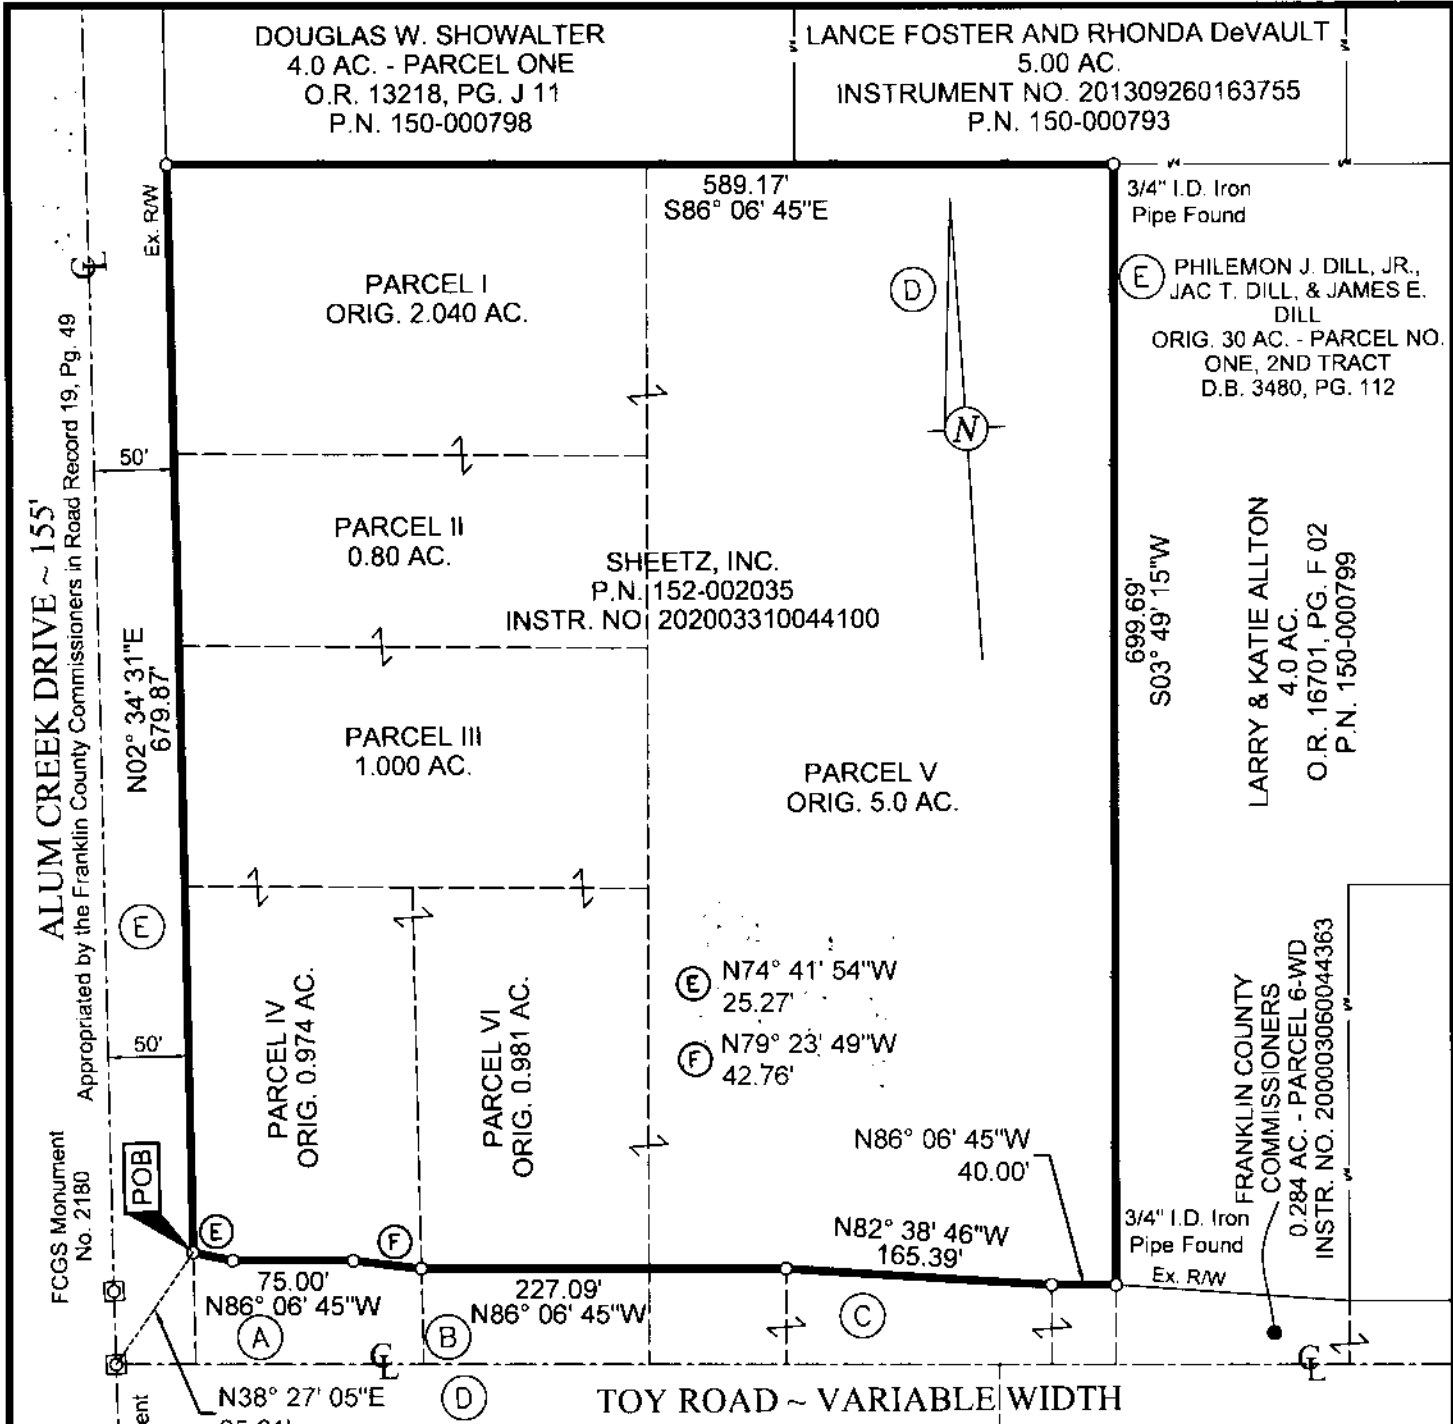 DOUGLAS W. SHOWALTER
4.0 AC. - PARCEL ONE
O.R. 13218, PG. J 11
P.N. 150-000798
LANCE FOSTER AND RHONDA DeVAULT
5.00 AC.
INSTRUMENT NO. 201309260163755
P.N. 150-000793
589.17'
S86° 06' 45"E
3/4" I.D. Iron
Pipe Found
Ex. R/W
CL
PARCEL I
ORIG. 2.040 AC.
D
N
E
PHILEMON J. DILL, JR.,
JAC T. DILL, & JAMES E.
DILL
ORIG. 30 AC. - PARCEL NO.
ONE, 2ND TRACT
D.B. 3480, PG. 112
50'
ALUM CREEK DRIVE ~ 155'
Appropriated by the Franklin County Commissioners in Road Record 19, Pg. 49
N02° 34' 31"E
679.87'
PARCEL II
0.80 AC.
SHEETZ, INC.
P.N. 152-002035
INSTR. NO. 202003310044100
699.69'
S03° 49' 15"W
LARRY & KATIE ALLTON
4.0 AC.
O.R. 16701, PG. F 02
P.N. 150-000799
PARCEL III
1.000 AC.
PARCEL V
ORIG. 5.0 AC.
E
50'
PARCEL IV
ORIG. 0.974 AC.
PARCEL VI
ORIG. 0.981 AC.
E N74° 41' 54"W
25.27'
F N79° 23' 49"W
42.76'
N86° 06' 45"W
40.00'
FRANKLIN COUNTY
COMMISSIONERS
0.284 AC. - PARCEL 6-WD
INSTR. NO. 200003060044363
FCGS Monument
No. 2180
POB
E
F
N82° 38' 46"W
165.39'
3/4" I.D. Iron
Pipe Found
Ex. R/W
75.00'
N86° 06' 45"W
227.09'
N86° 06' 45"W
A
B
C
CL
CL
N38° 27' 05"E
D
TOY ROAD ~ VARIABLE WIDTH